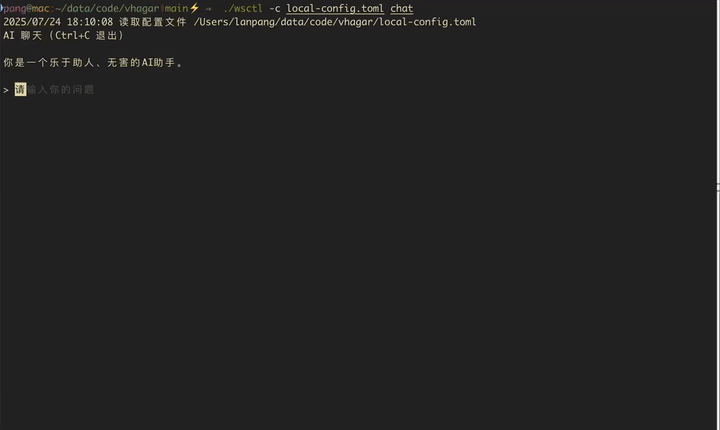 pang@mac:~/data/code/vhagar|main⚡ ⇒ ./wsctl -c local-config.toml chat
2025/07/24 18:10:08 读取配置文件 /Users/lanpang/data/code/vhagar/local-config.toml
AI 聊天 (Ctrl+C 退出)
你是一个乐于助人、无害的AI助手。
> 请输入你的问题